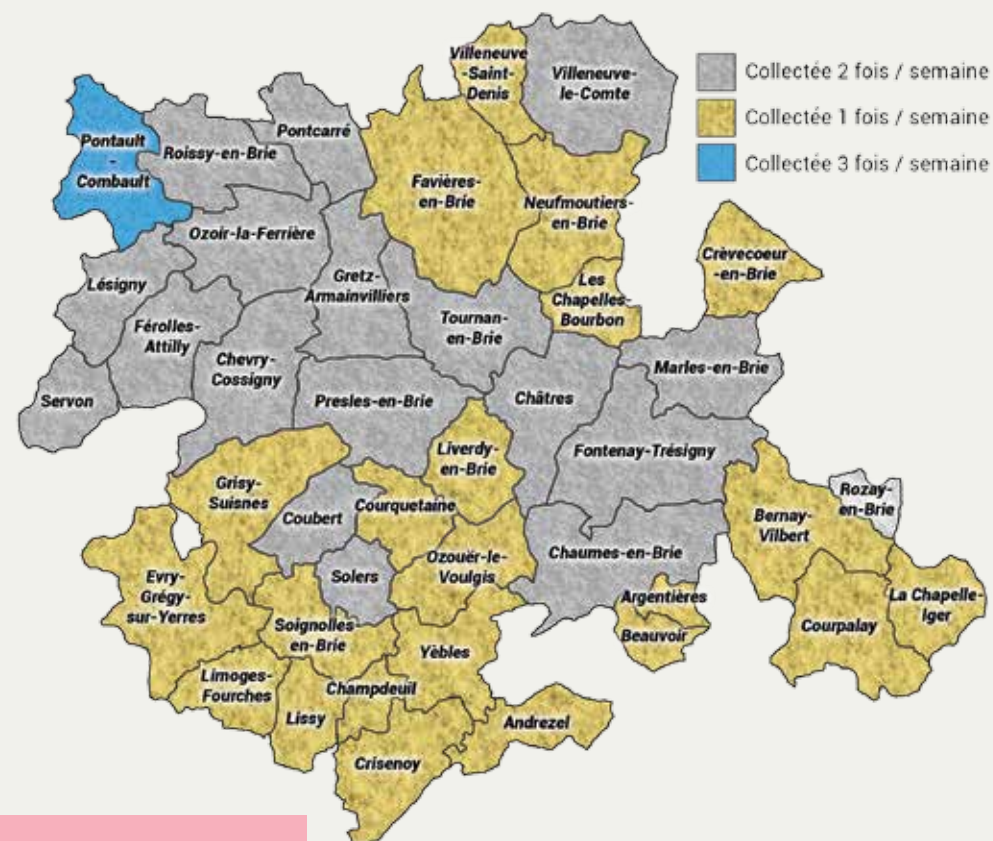 Villeneuve
-Saint-
Denis
Villeneuve-
le-Comte
Collectée 2 fois / semaine
Collectée 1 fois / semaine
Collectée 3 fois / semaine
Pontault
-
Combault
Roissy-en-Brie
Pontcarré
Favières-
en-Brie
Neufmoutiers-
en-Brie
Ozoir-la-Ferrière
Crèvecoeur
-en-Brie
Lésigny
Gretz-
Armainvilliers
Les
Chapelles-
Bourbon
Férolles-
Attilly
Tournan-
en-Brie
Chevry-
Cossigny
Marles-en-Brie
Servon
Presles-en-Brie
Châtres
Liverdy-
en-Brie
Fontenay-Trésigny
Grisy-
Suisnes
Coubert
Courquetaine
Rozay-
en-Brie
Bernay-
Vilbert
Ozouër-le-
Voulgis
Chaumes-en-Brie
Evry-
Grégy-
sur-Yerres
Solers
Argentières
La Chapelle-
Iger
Soignolles
en-Brie
Beauvoir
Courpalay
Yèbles
Limoges-
Fourches
Champdeuil
Lissy
Andrezel
Crisenoy